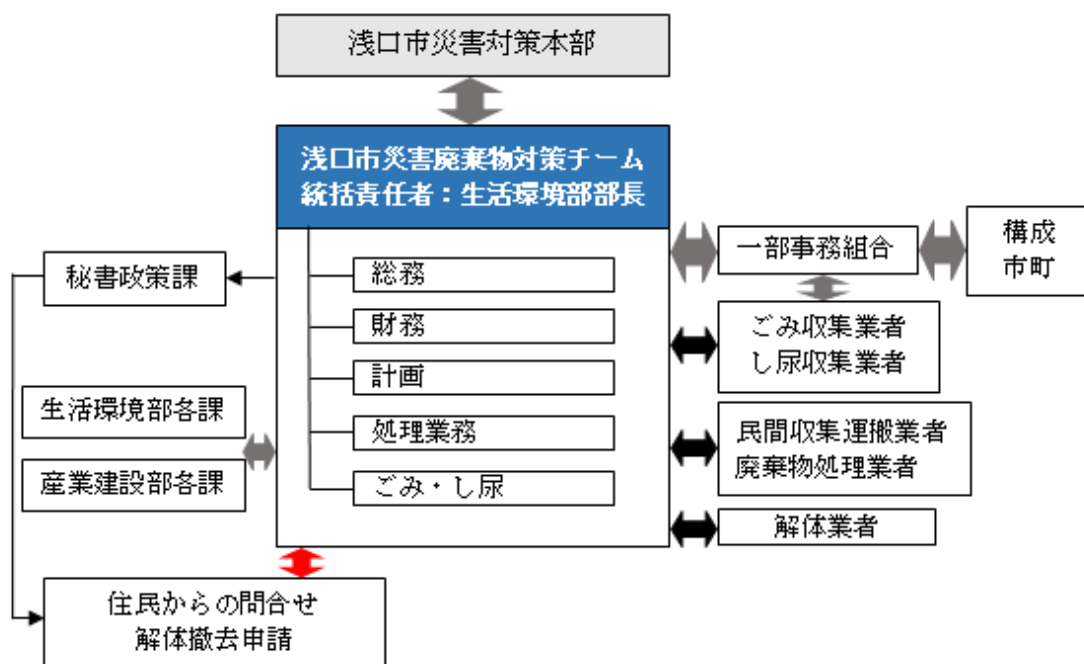 浅口市災害対策本部
浅口市災害廃棄物対策チーム
統括責任者：生活環境部部長
総務
財務
計画
処理業務
ごみ・し尿
秘書政策課
生活環境部各課
産業建設部各課
一部事務組合
構成
市町
ごみ収集業者
し尿収集業者
民間収集運搬業者
廃棄物処理業者
解体業者
住民からの問合せ
解体撤去申請